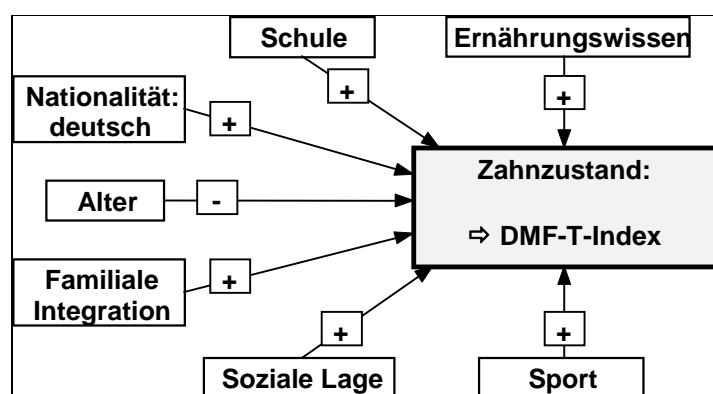 Schule
Ernährungswissen
+
+
Nationalität:
deutsch
+
Zahnzustand:
⇨ DMF-T-Index
Alter
-
Familiale
Integration
+
+
+
Soziale Lage
Sport